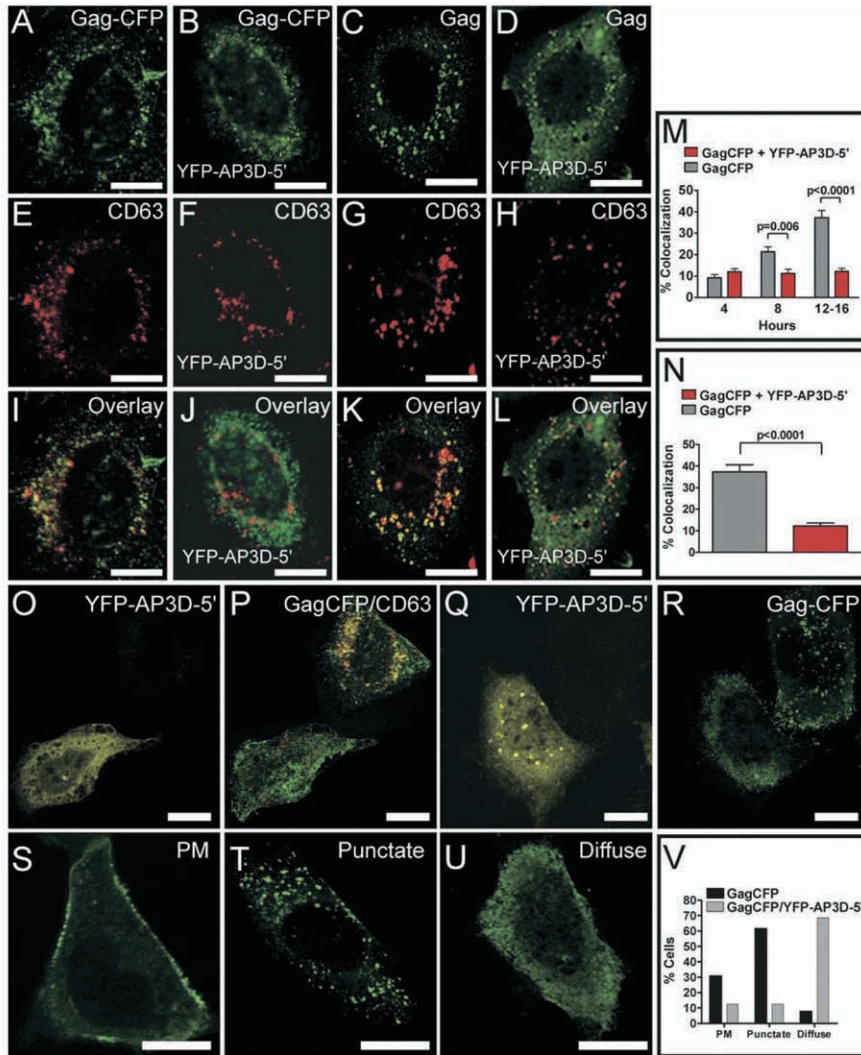 A
Gag-CFP
B
Gag-CFP
YFP-AP3D-5'
C
Gag
D
Gag
E
CD63
F
CD63
YFP-AP3D-5'
G
CD63
H
CD63
YFP-AP3D-5'
I
Overlay
J
Overlay
YFP-AP3D-5'
K
Overlay
L
Overlay
YFP-AP3D-5'
M
GagCFP + YFP-AP3D-5'
GagCFP
% Colocalization
50
40
30
20
10
0
p=0.006
p<0.0001
4
8
12-16
Hours
N
GagCFP + YFP-AP3D-5'
GagCFP
% Colocalization
50
40
30
20
10
0
p<0.0001
O
YFP-AP3D-5'
P
GagCFP/CD63
Q
YFP-AP3D-5'
R
Gag-CFP
S
PM
T
Punctate
U
Diffuse
V
GagCFP
GagCFP/YFP-AP3D-5'
% Cells
80
70
60
50
40
30
20
10
0
PM
Punctate
Diffuse